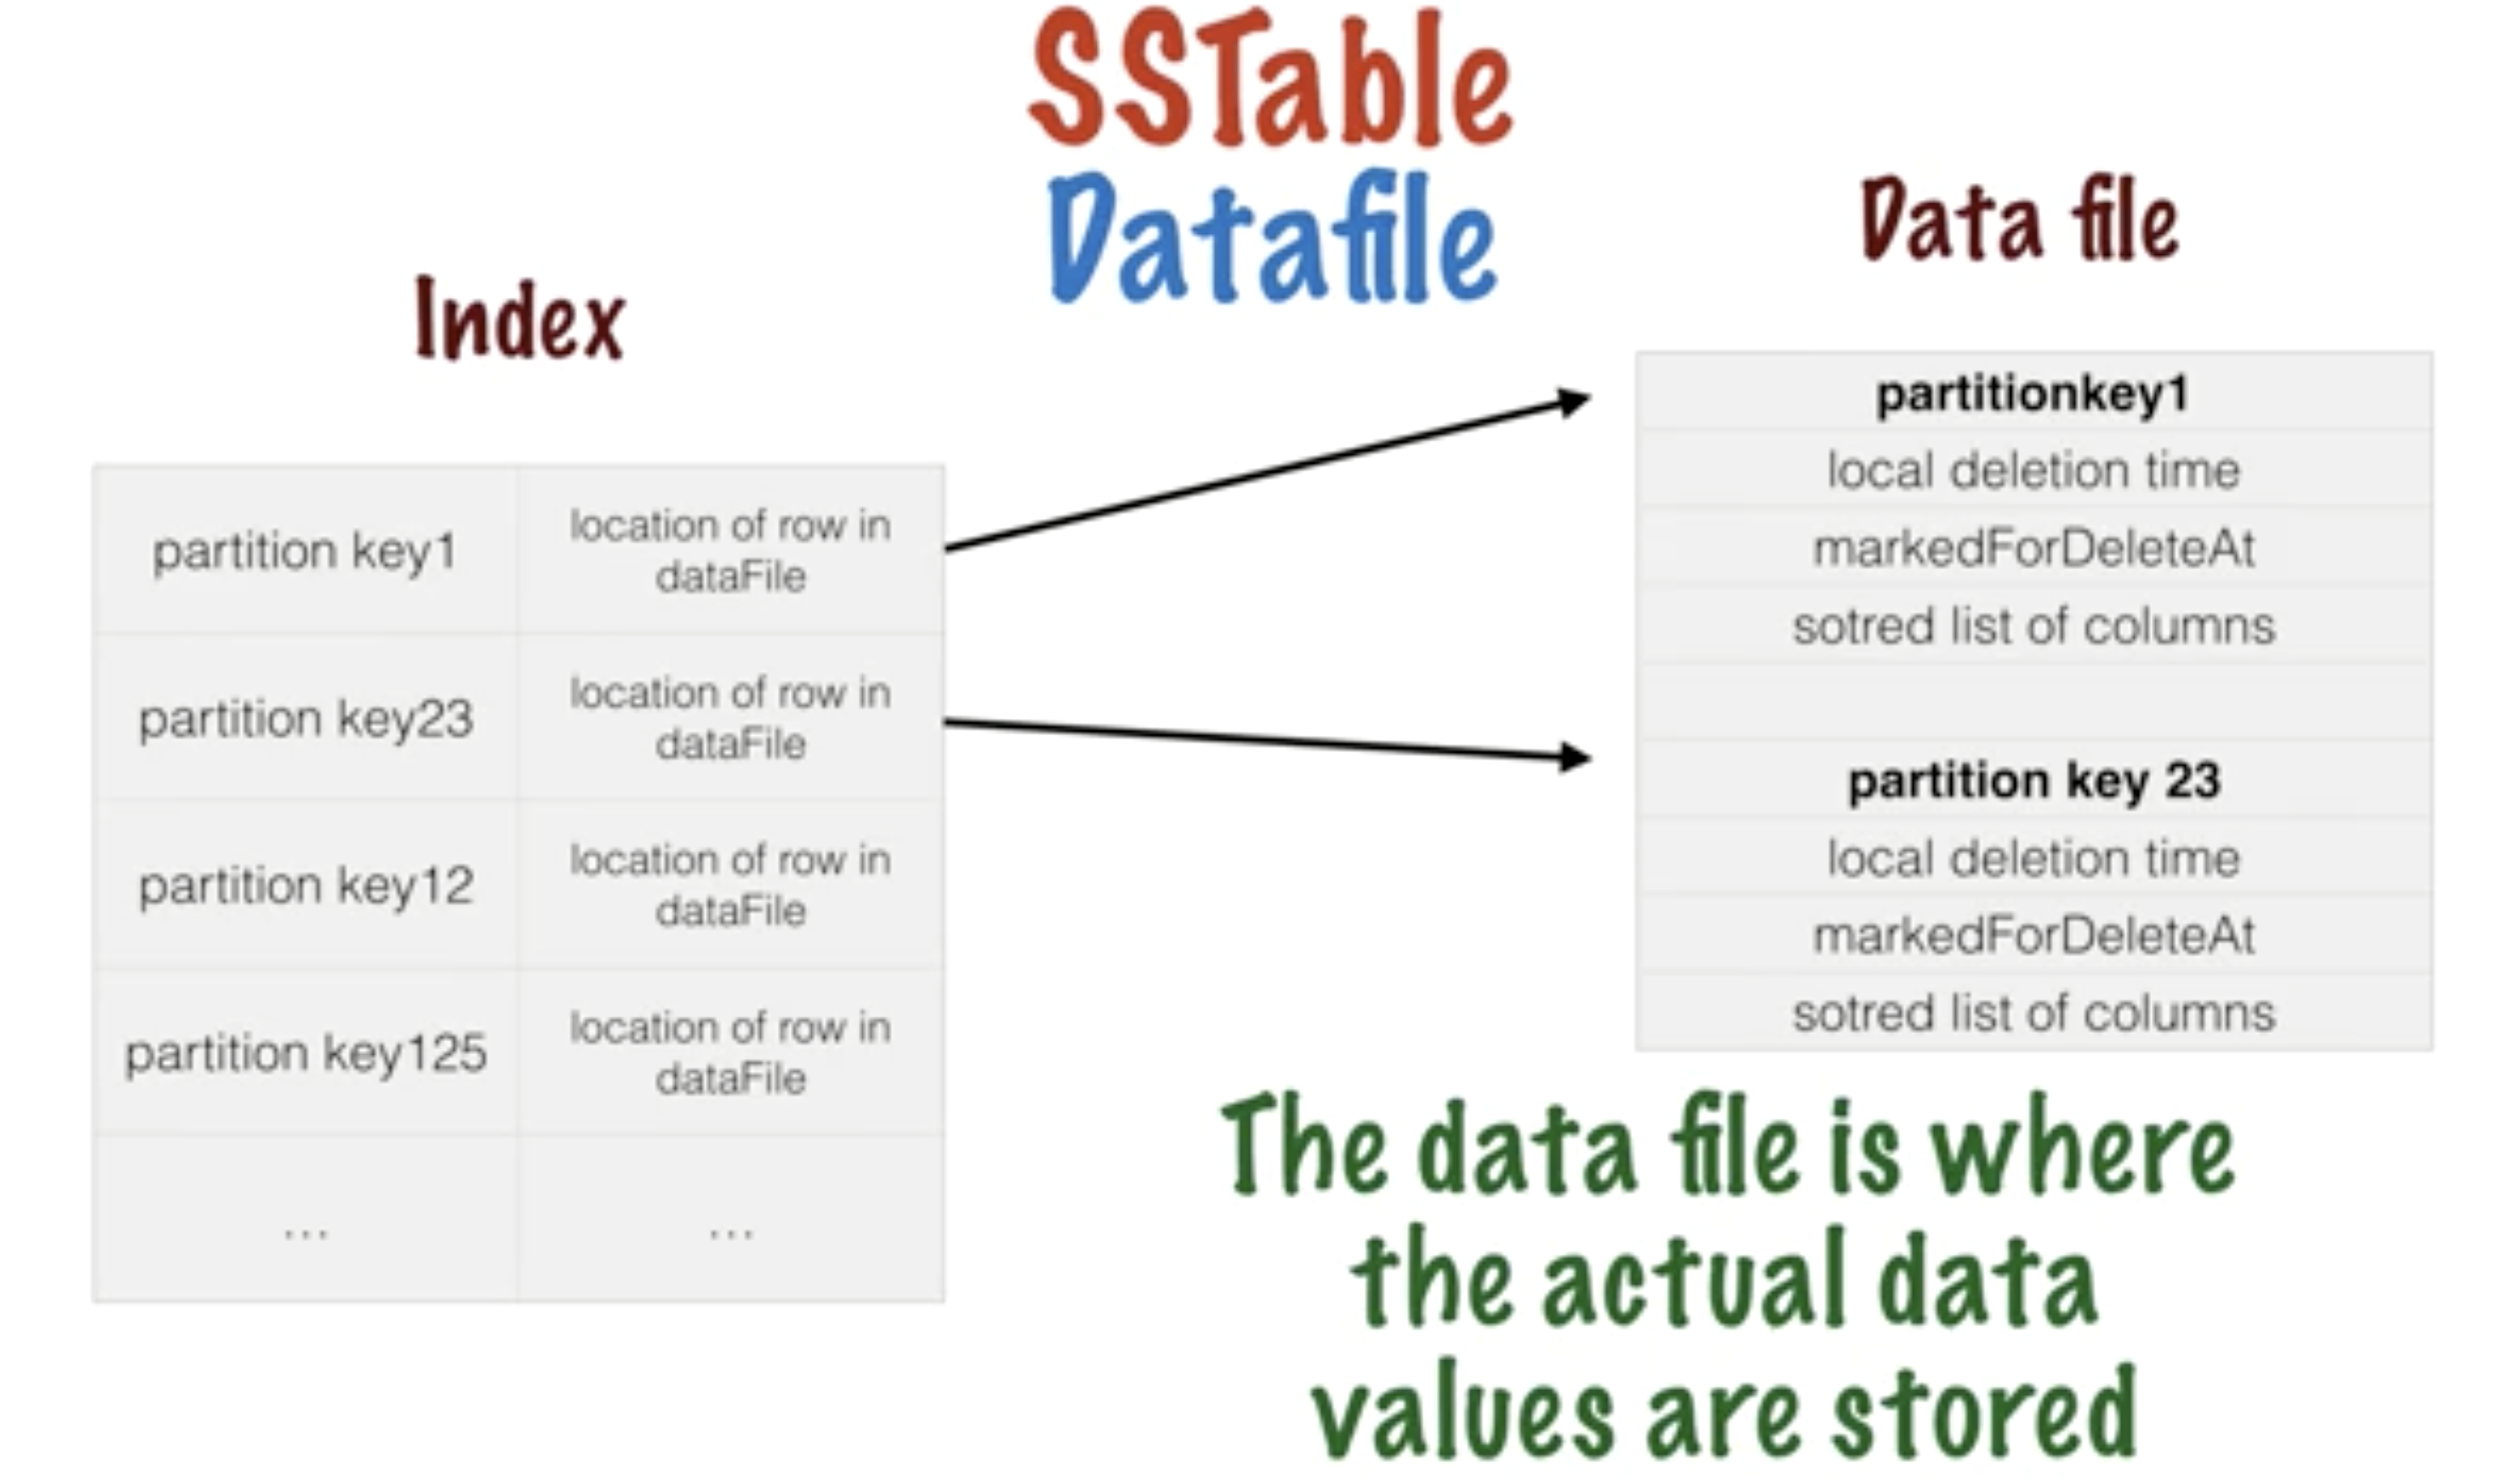 SSTable
Datafile
Index
partition key1
location of row in
dataFile
partition key23
location of row in
dataFile
partition key12
location of row in
dataFile
partition key125
location of row in
dataFile
... ...
Data file
partitionkey1
local deletion time
markedForDeleteAt
sotred list of columns
partition key 23
local deletion time
markedForDeleteAt
sotred list of columns
The data file is where
the actual data
values are stored